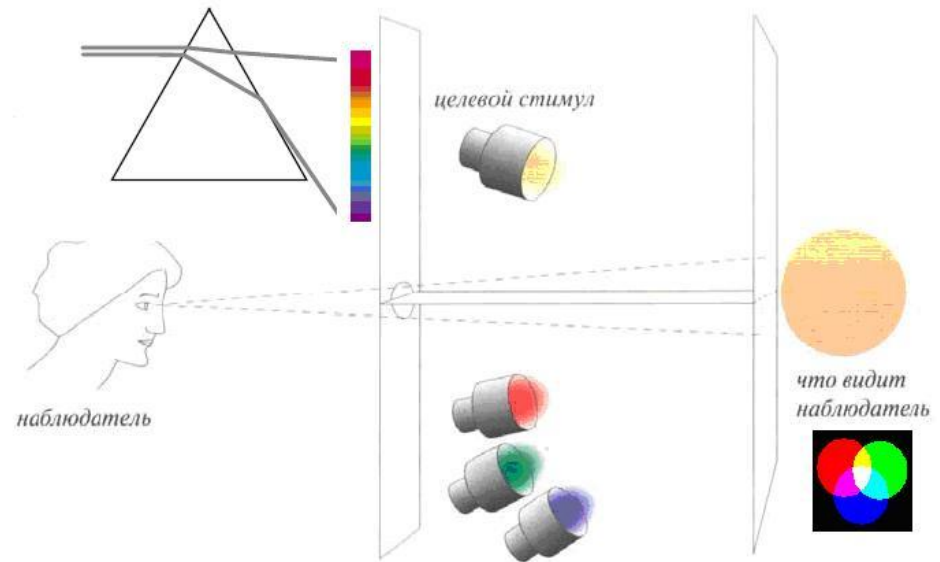 целевой стимул
наблюдатель
что видит
наблюдатель